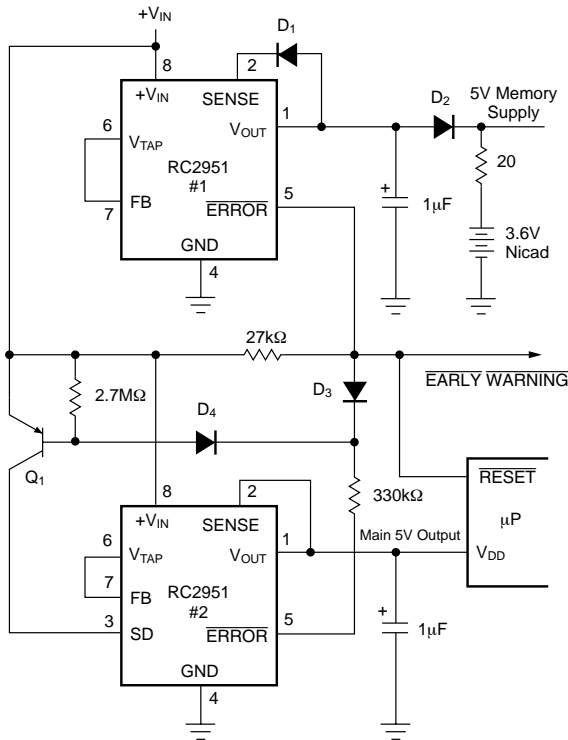 +VIN
D1
8
2
+VIN
SENSE
1
D2
5V Memory
Supply
6
VTAP
VOUT
RC2951
#1
20
7
FB
ERROR
5
+
1μF
3.6V
Nicad
GND
4
27kΩ
EARLY WARNING
2.7MΩ
D3
D4
Q1
8
2
330kΩ
RESET
+VIN
SENSE
μP
6
VTAP
VOUT
1
Main 5V Output
VDD
7
FB
RC2951
#2
3
SD
ERROR
5
+
1μF
GND
4